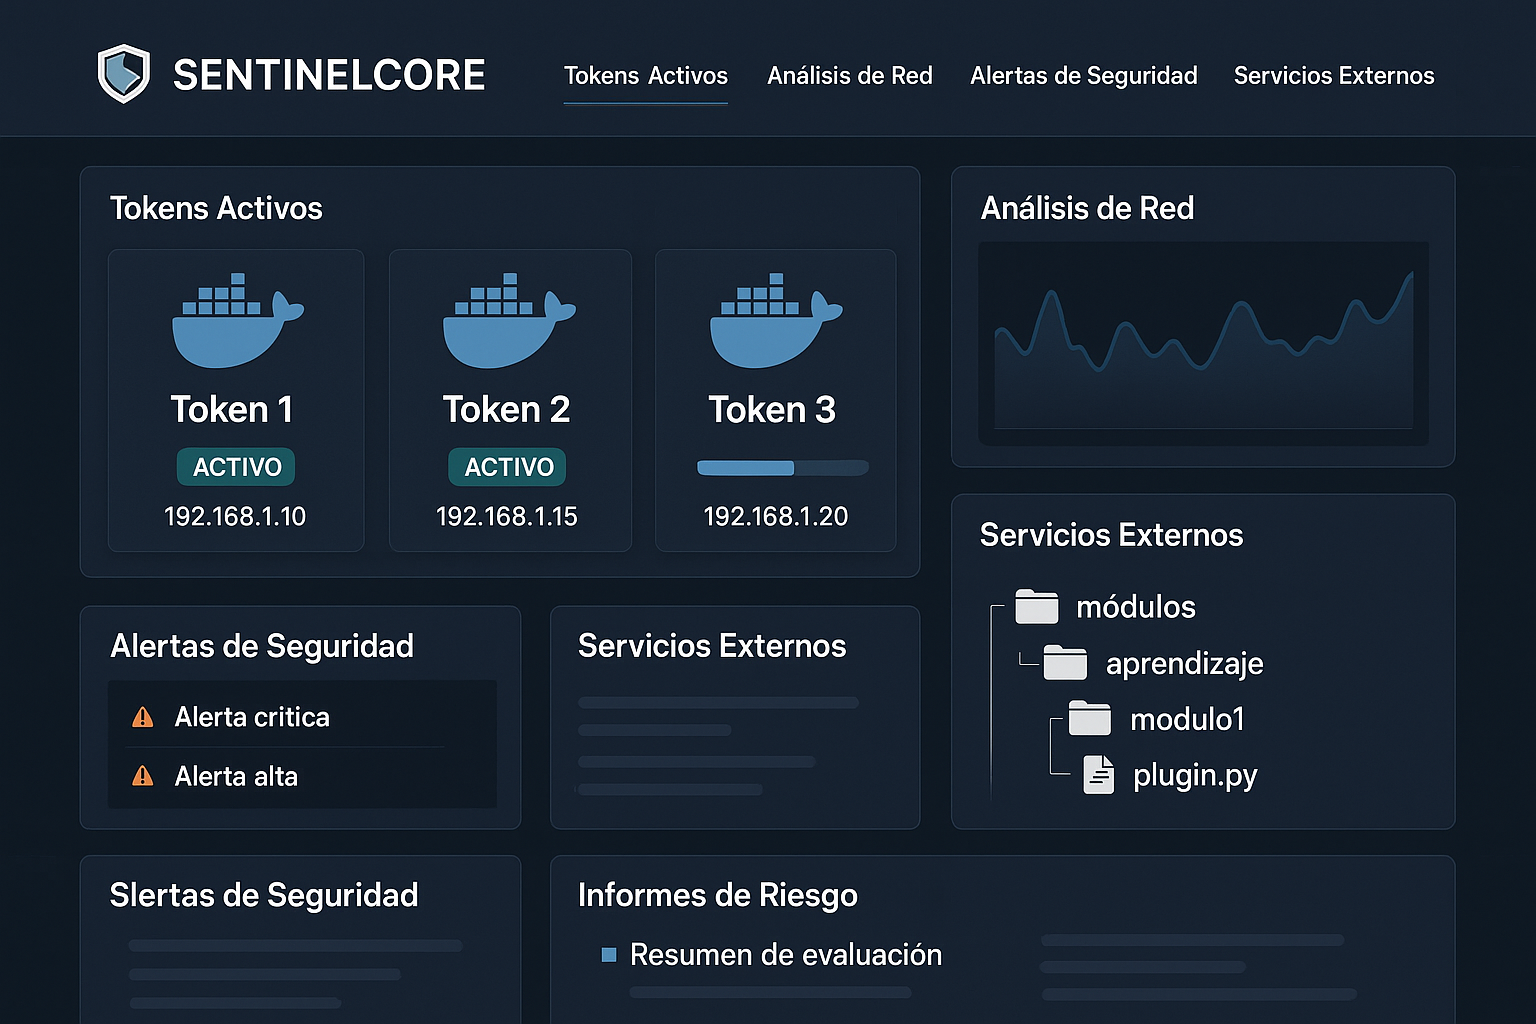 SENTINELCORE
Tokens Activos
Análisis de Red
Alertas de Seguridad
Servicios Externos
Tokens Activos
Token 1
ACTIVO
192.168.1.10
Token 2
ACTIVO
192.168.1.15
Token 3
192.168.1.20
Análisis de Red
Servicios Externos
módulos
aprendizaje
modulo1
plugin.py
Alertas de Seguridad
Alerta critica
Alerta alta
Servicios Externos
Slertas de Seguridad
Informes de Riesgo
Resumen de evaluación